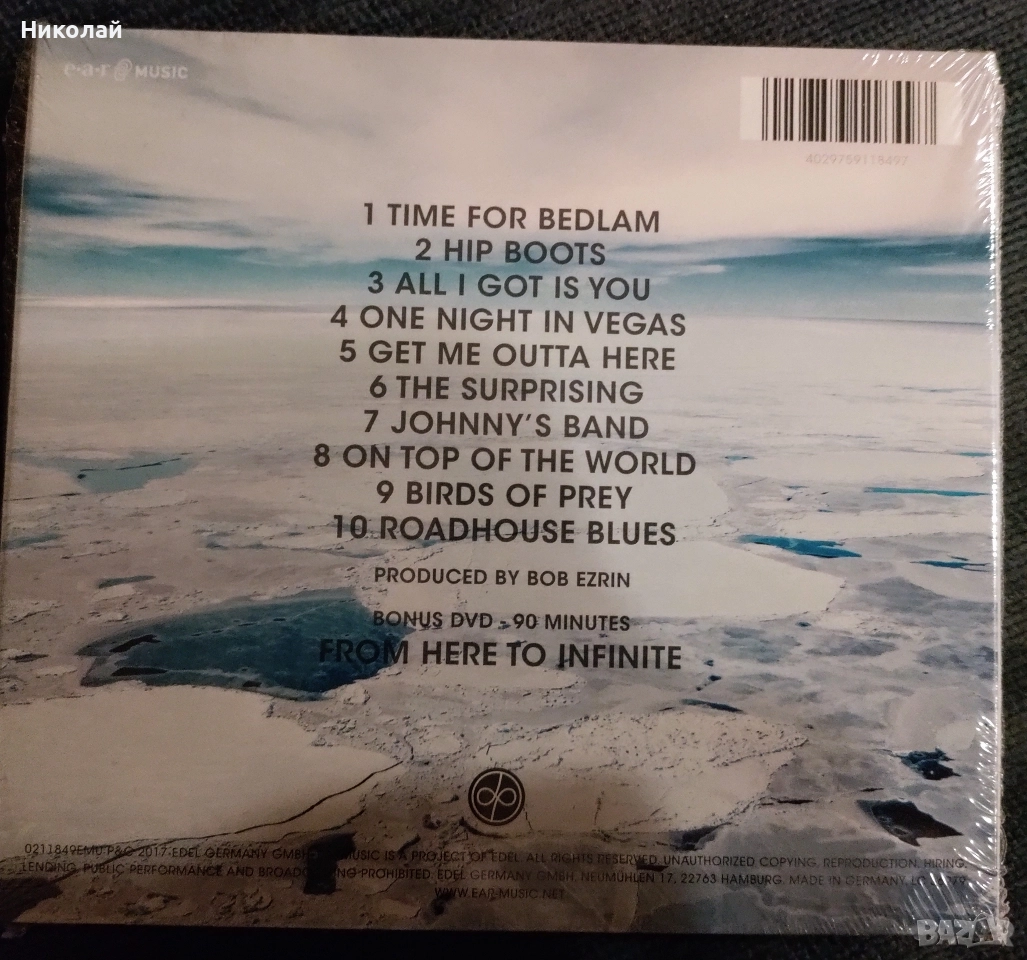 Николай
e·a·r MUSIC
4029759118497
1 TIME FOR BEDLAM
2 HIP BOOTS
3 ALL I GOT IS YOU
4 ONE NIGHT IN VEGAS
5 GET ME OUTTA HERE
6 THE SURPRISING
7 JOHNNY'S BAND
8 ON TOP OF THE WORLD
9 BIRDS OF PREY
10 ROADHOUSE BLUES
PRODUCED BY BOB EZRIN
BONUS DVD - 90 MINUTES
FROM HERE TO INFINITE
dp
0211849EMU P&C 2017 EDEL GERMANY GMBH. MUSIC IS A PROJECT OF EDEL. ALL RIGHTS RESERVED. UNAUTHORIZED COPYING, REPRODUCTION, HIRING,
LENDING, PUBLIC PERFORMANCE AND PROHIBITED. EDEL GERMANY GMBH, NEUMÜHLEN 17, 22763 HAMBURG. MADE IN GERMANY.
WWW.EAR-MUSIC.NET
BAZAR